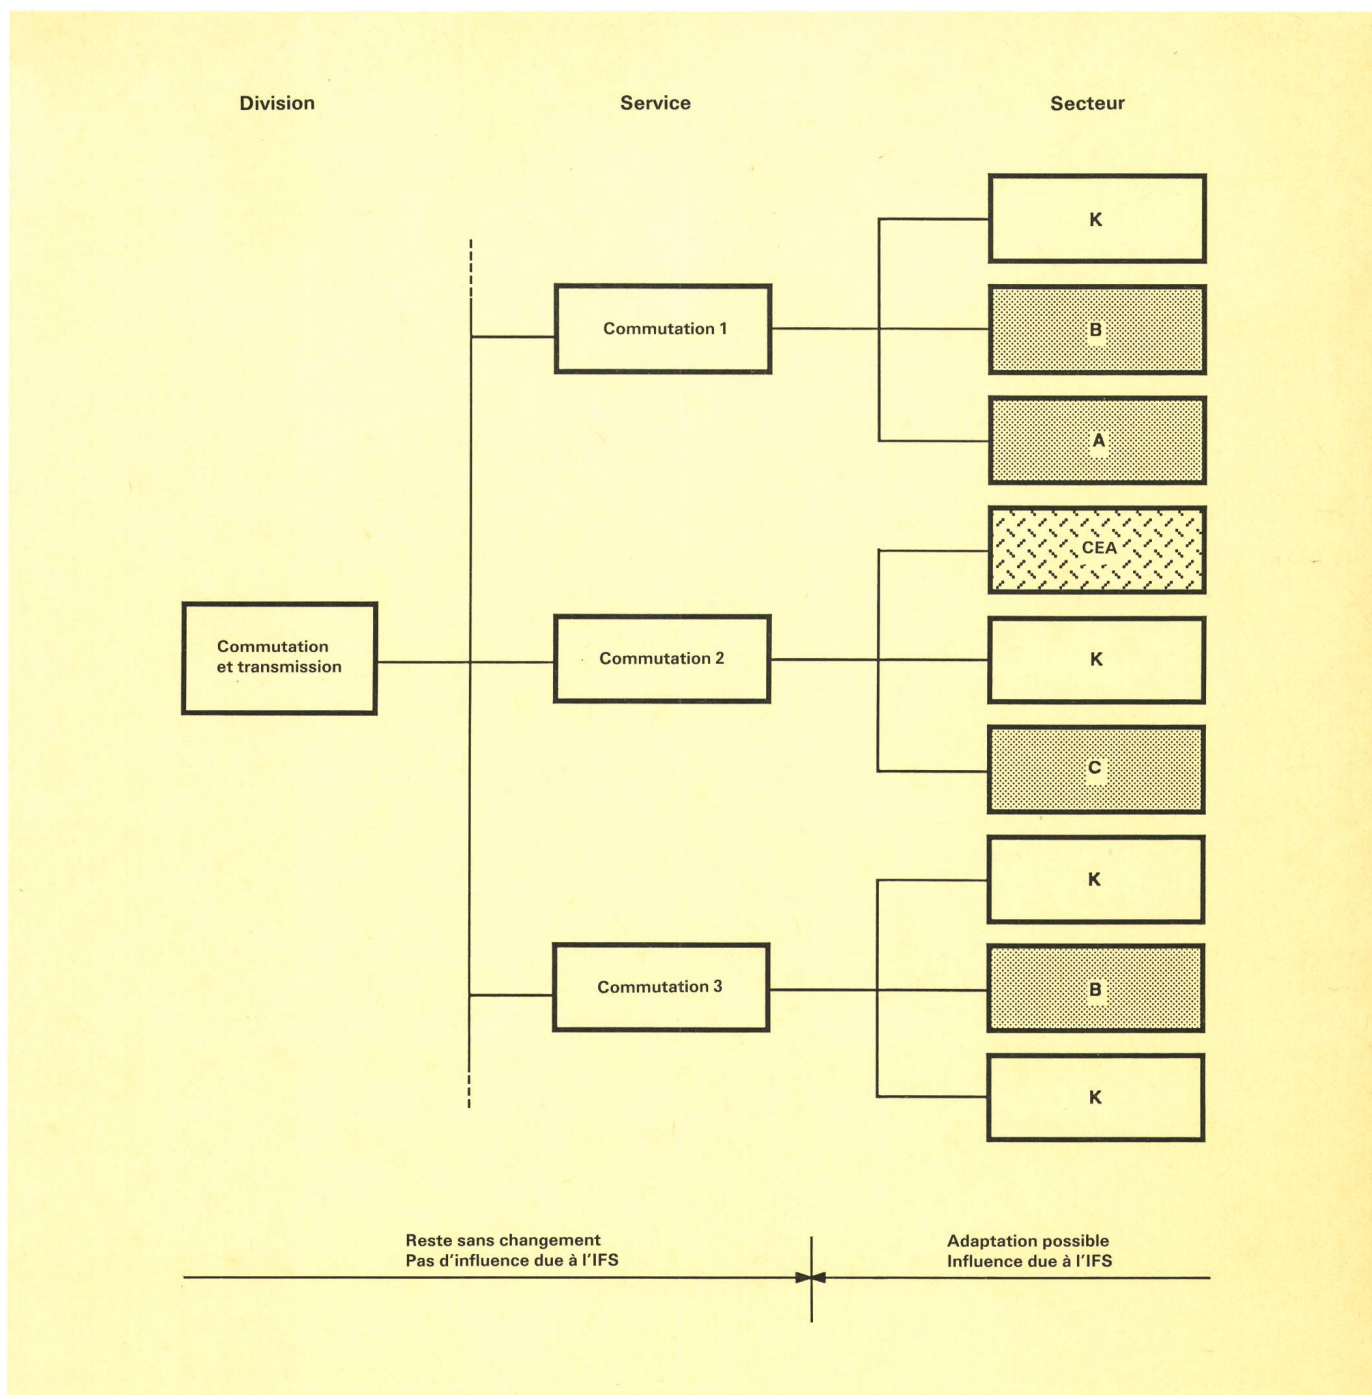 Division
Service
Secteur
K
Commutation 1
B
A
CEA
Commutation
et transmission
Commutation 2
K
C
K
Commutation 3
B
K
Reste sans changement
Pas d'influence due à l'IFS
Adaptation possible
Influence due à l'IFS